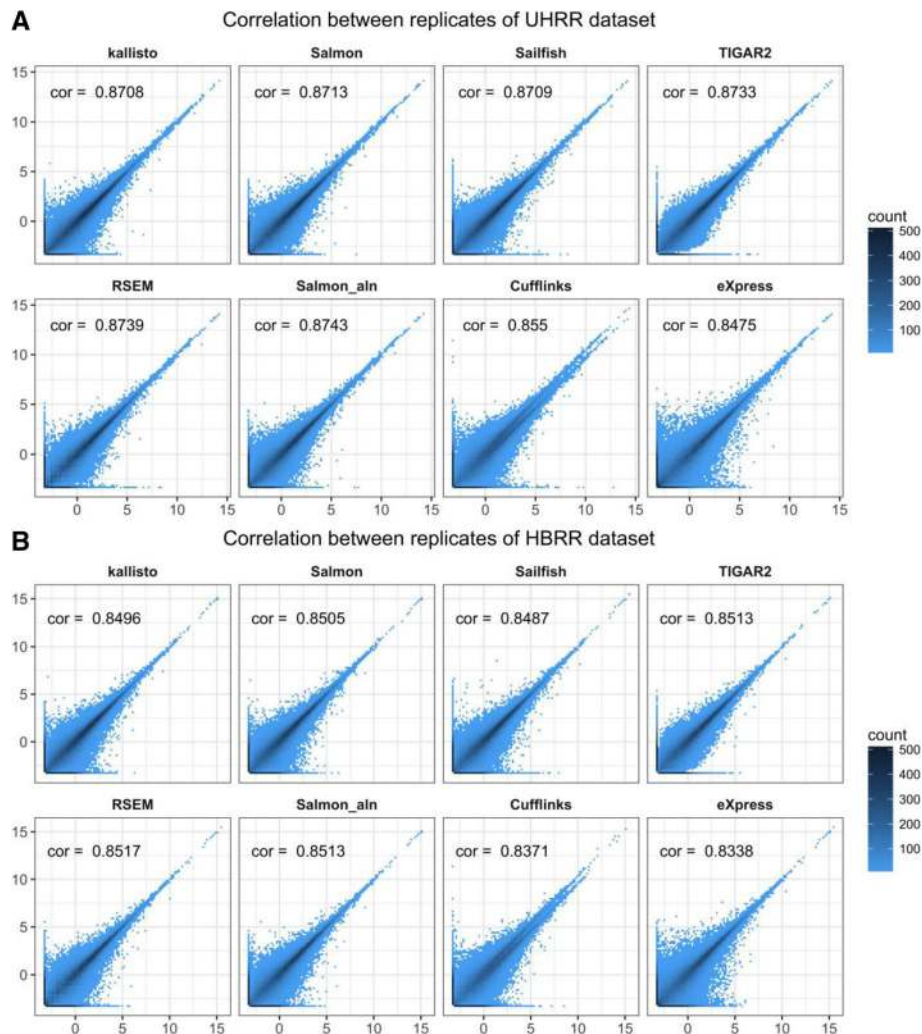 A
Correlation between replicates of UHRR dataset
kallisto Salmon Sailfish TIGAR2
cor = 0.8708 cor = 0.8713 cor = 0.8709 cor = 0.8733
15
10
5
0
RSEM Salmon_aln Cufflinks eXpress
cor = 0.8739 cor = 0.8743 cor = 0.855 cor = 0.8475
15
10
5
0
0 5 10 15 0 5 10 15 0 5 10 15 0 5 10 15
count
500
400
300
200
100
B
Correlation between replicates of HBRR dataset
kallisto Salmon Sailfish TIGAR2
cor = 0.8496 cor = 0.8505 cor = 0.8487 cor = 0.8513
15
10
5
0
RSEM Salmon_aln Cufflinks eXpress
cor = 0.8517 cor = 0.8513 cor = 0.8371 cor = 0.8338
15
10
5
0
0 5 10 15 0 5 10 15 0 5 10 15 0 5 10 15
count
500
400
300
200
100